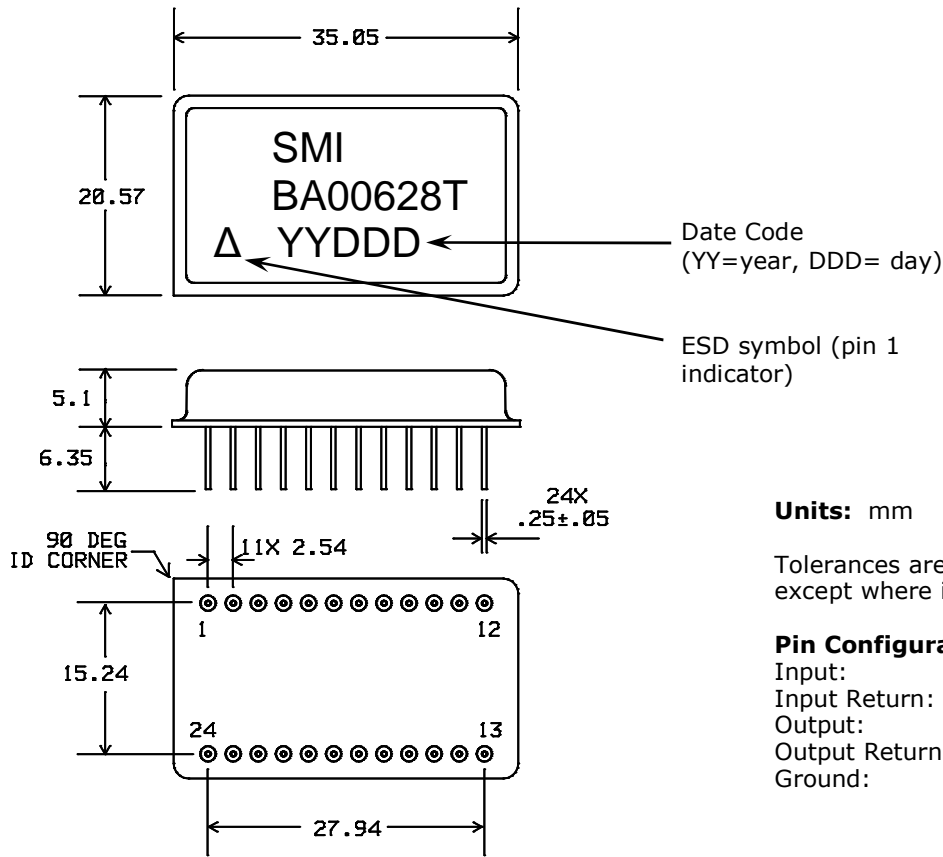 35.05
20.57
SMI
BA00628T
Δ YYDDD
Date Code
(YY=year, DDD= day)
ESD symbol (pin 1
indicator)
5.1
6.35
24X
.25±.05
90 DEG
ID CORNER
11X 2.54
1
12
15.24
24
13
27.94
Units: mm
Tolerances are
except where i
Pin Configura
Input:
Input Return:
Output:
Output Return
Ground: